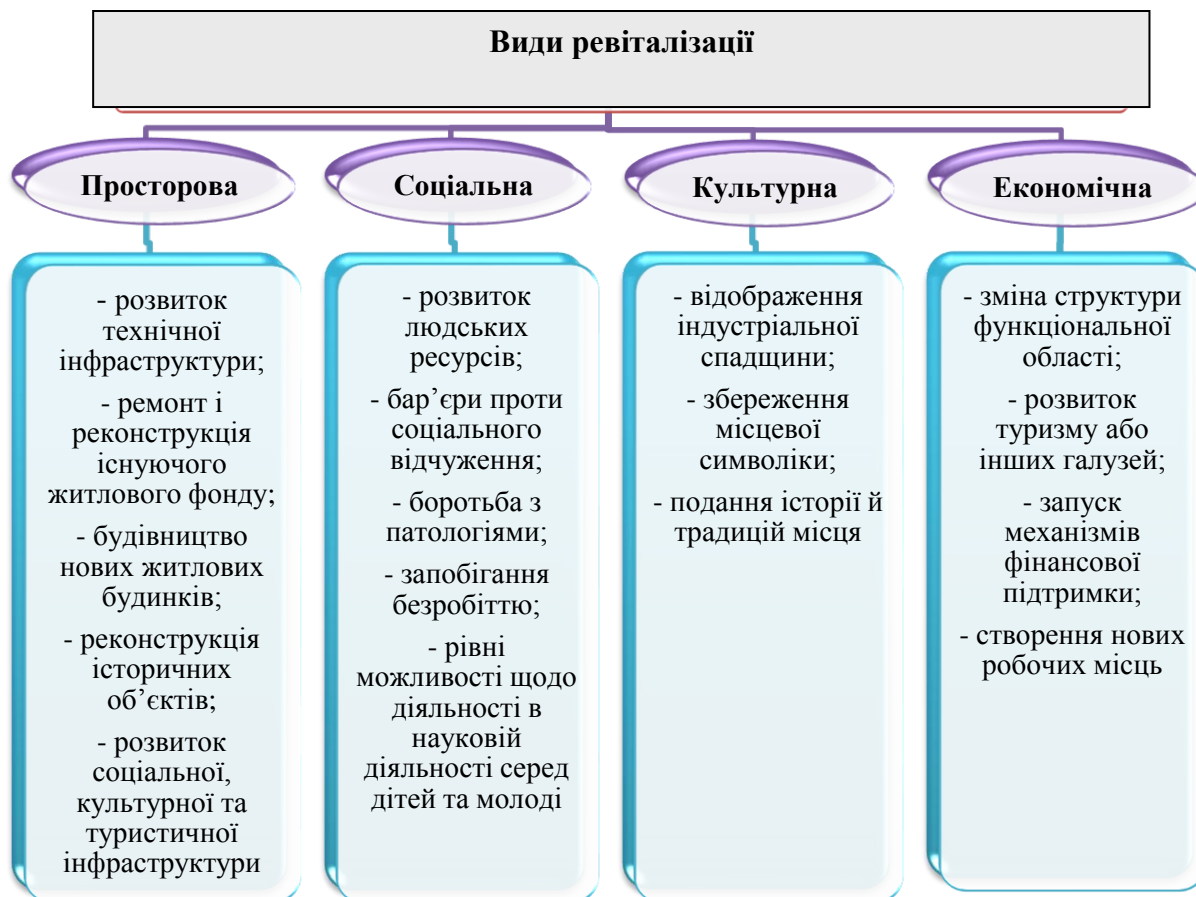 Види ревіталізації
Просторова
- розвиток
технічної
інфраструктури;
- ремонт і
реконструкція
існуючого
житлового фонду;
- будівництво
нових житлових
будинків;
- реконструкція
історичних
об’єктів;
- розвиток
соціальної,
культурної та
туристичної
інфраструктури
Соціальна
- розвиток
людських
ресурсів;
- бар’єри проти
соціального
відчуження;
- боротьба з
патологіями;
- запобігання
безробіттю;
- рівні
можливості щодо
діяльності в
науковій
діяльності серед
дітей та молоді
Культурна
- відображення
індустріальної
спадщини;
- збереження
місцевої
символіки;
- подання історії й
традицій місця
Економічна
- зміна структури
функціональної
області;
- розвиток
туризму або
інших галузей;
- запуск
механізмів
фінансової
підтримки;
- створення нових
робочих місць